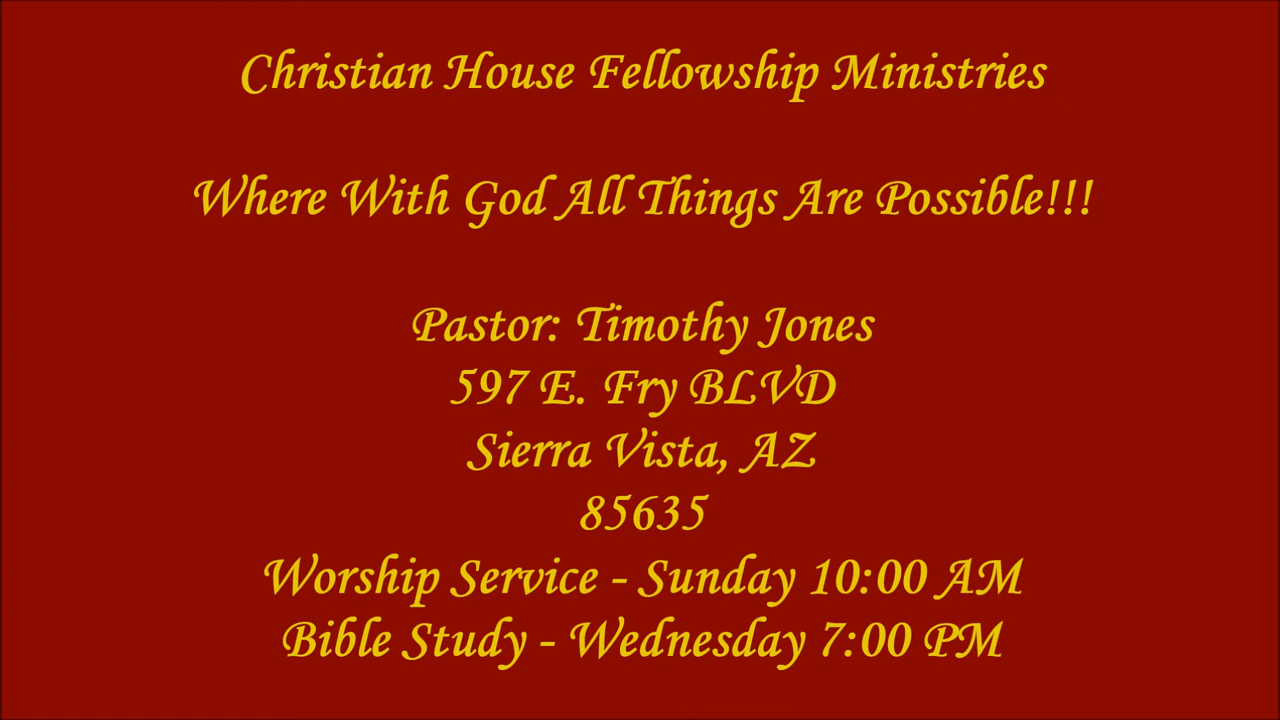 Christian House Fellowship Ministries
Where With God All Things Are Possible!!!
Pastor: Timothy Jones
597 E. Fry BLVD
Sierra Vista, AZ
85635
Worship Service - Sunday 10:00 AM
Bible Study - Wednesday 7:00 PM